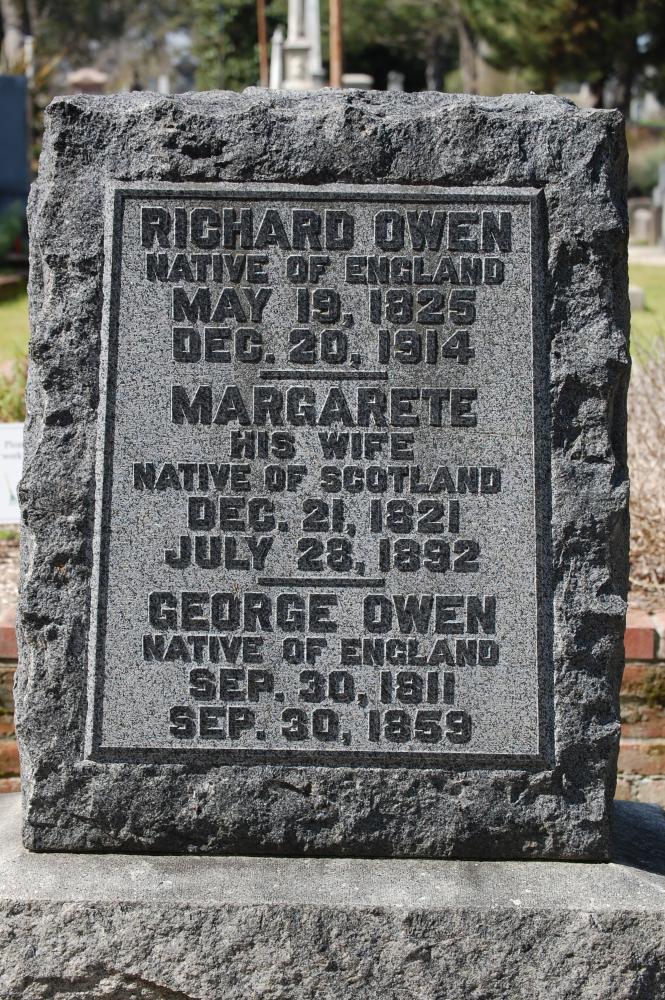 RICHARD OWEN
NATIVE OF ENGLAND
MAY 19, 1825
DEC. 20, 1914
MARGARETE
HIS WIFE
NATIVE OF SCOTLAND
DEC. 21, 1821
JULY 28, 1892
GEORGE OWEN
NATIVE OF ENGLAND
SEP. 30, 1811
SEP. 30, 1859